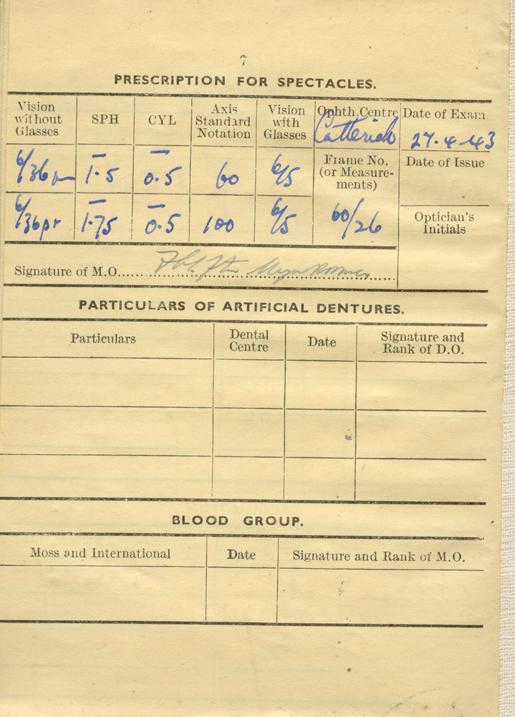 7
PRESCRIPTION FOR SPECTACLES.
Vision without Glasses SPH CYL Axis Standard Notation Vision with Glasses Ophth. Centre Catterick Date of Exam. 27-4-43
6/36 - 1.5 - 0.5 60 6/5 Frame No. (or Measurements) Date of Issue
6/36 pr - 1.75 - 0.5 100 6/5 60/26 Optician's Initials
Signature of M.O.
PARTICULARS OF ARTIFICIAL DENTURES.
Particulars Dental Centre Date Signature and Rank of D.O.
BLOOD GROUP.
Moss and International Date Signature and Rank of M.O.